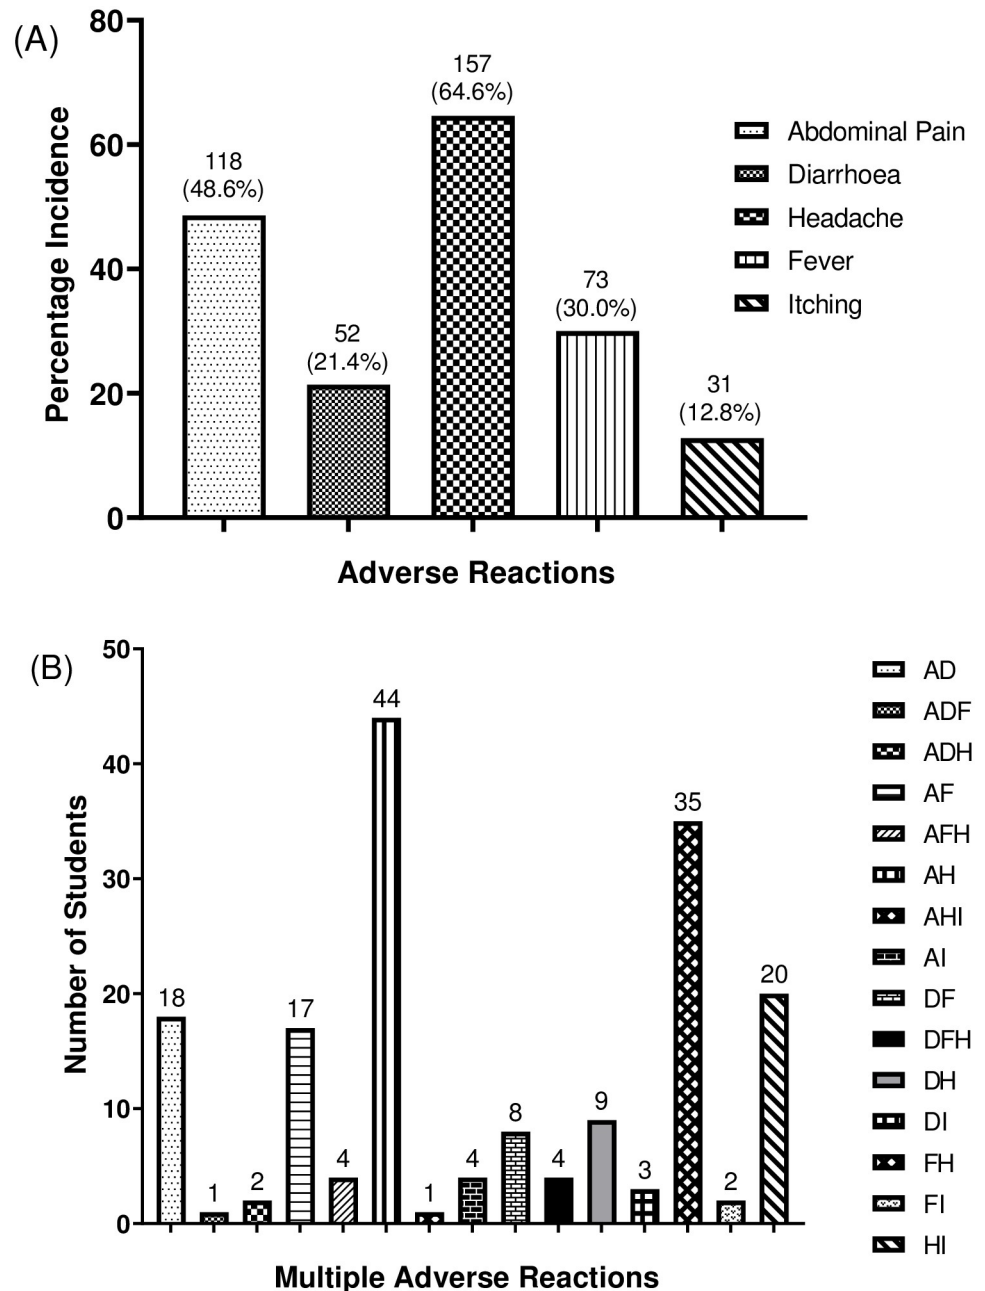 (A)
80
60
40
20
0
Percentage Incidence
118
(48.6%)
52
(21.4%)
157
(64.6%)
73
(30.0%)
31
(12.8%)
Abdominal Pain
Diarrhoea
Headache
Fever
Itching
Adverse Reactions
(B)
50
40
30
20
10
0
Number of Students
18
1
2
17
4
44
1
4
8
4
9
3
35
2
20
AD
ADF
ADH
AF
AFH
AH
AHI
AI
DF
DFH
DH
DI
FH
FI
HI
Multiple Adverse Reactions